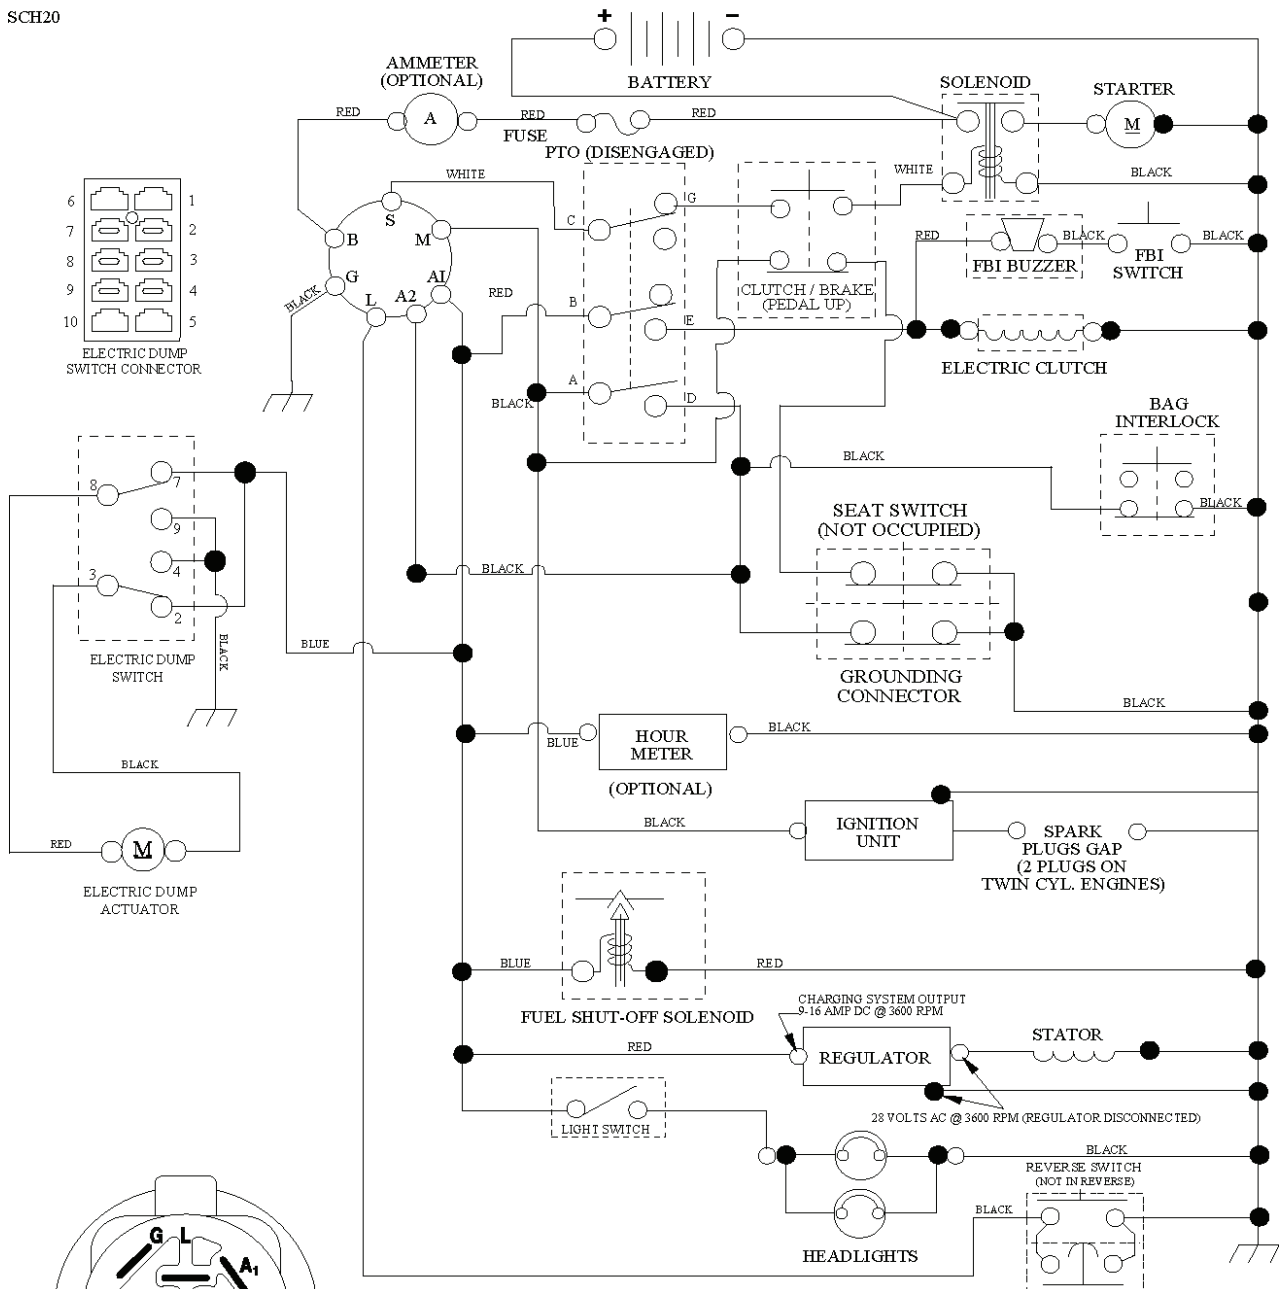 SCH20
+
−
BATTERY
AMMETER
(OPTIONAL)
A
RED
RED
FUSE
RED
PTO (DISENGAGED)
SOLENOID
STARTER
M
WHITE
WHITE
BLACK
6
7
8
9
10
1
2
3
4
5
ELECTRIC DUMP
SWITCH CONNECTOR
S
B
M
G
L
A2
A1
BLACK
RED
C
G
B
E
A
D
BLACK
CLUTCH / BRAKE
(PEDAL UP)
RED
BLACK
BLACK
FBI BUZZER
FBI
SWITCH
ELECTRIC CLUTCH
BAG
INTERLOCK
BLACK
BLACK
8
7
9
4
3
2
BLACK
ELECTRIC DUMP
SWITCH
BLUE
BLACK
SEAT SWITCH
(NOT OCCUPIED)
GROUNDING
CONNECTOR
BLACK
BLUE
HOUR
METER
BLACK
(OPTIONAL)
BLACK
RED
M
ELECTRIC DUMP
ACTUATOR
BLACK
IGNITION
UNIT
SPARK
PLUGS GAP
(2 PLUGS ON
TWIN CYL. ENGINES)
BLUE
RED
FUEL SHUT-OFF SOLENOID
CHARGING SYSTEM OUTPUT
9-16 AMP DC @ 3600 RPM
RED
REGULATOR
STATOR
28 VOLTS AC @ 3600 RPM (REGULATOR DISCONNECTED)
LIGHT SWITCH
BLACK
REVERSE SWITCH
(NOT IN REVERSE)
BLACK
HEADLIGHTS
G
L
A1